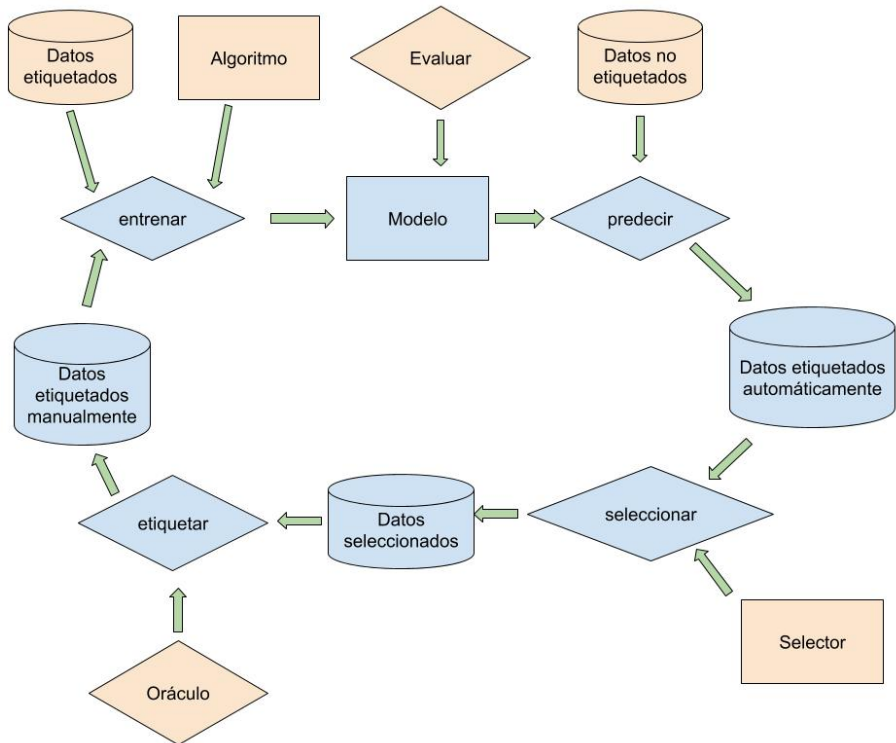 Datos
etiquetados
Algoritmo
Evaluar
Datos no
etiquetados
entrenar
Modelo
predecir
Datos
etiquetados
manualmente
Datos etiquetados
automáticamente
etiquetar
Datos
seleccionados
seleccionar
Oráculo
Selector